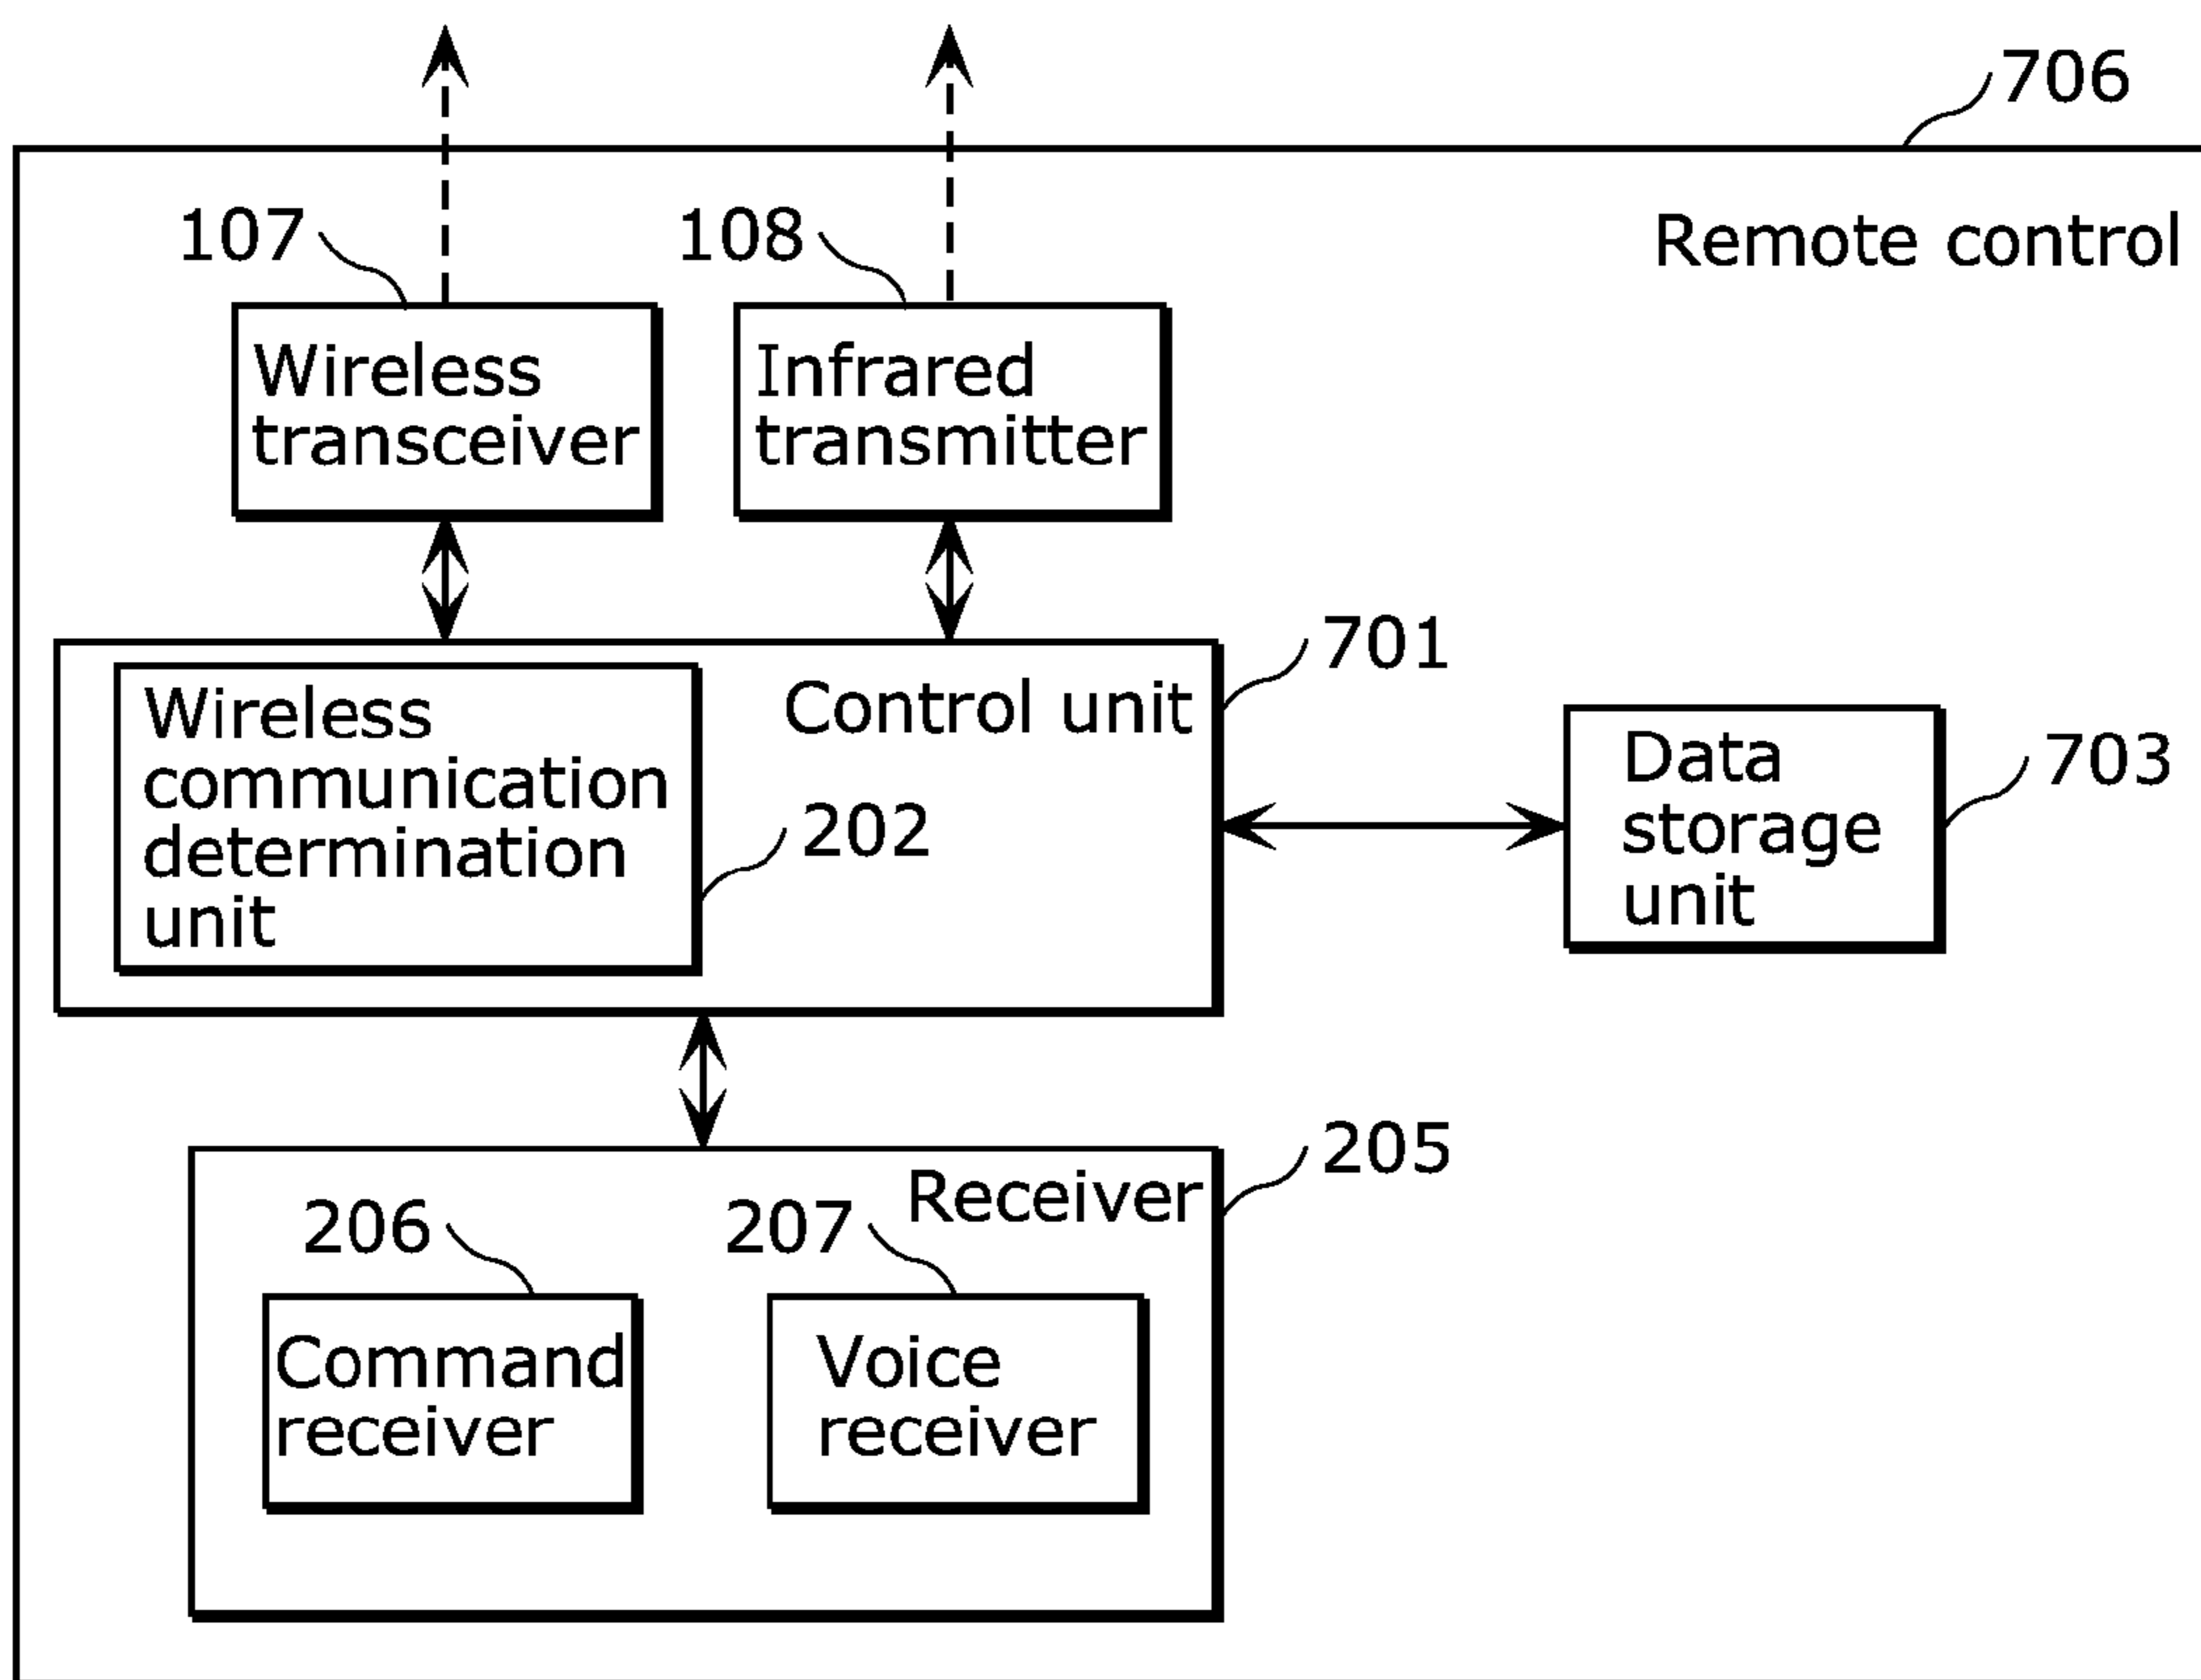 706
107
108
Remote control
Wireless
transceiver
Infrared
transmitter
701
Control unit
Wireless
communication
determination
unit
202
Data
storage
unit
703
205
Receiver
206
207
Command
receiver
Voice
receiver